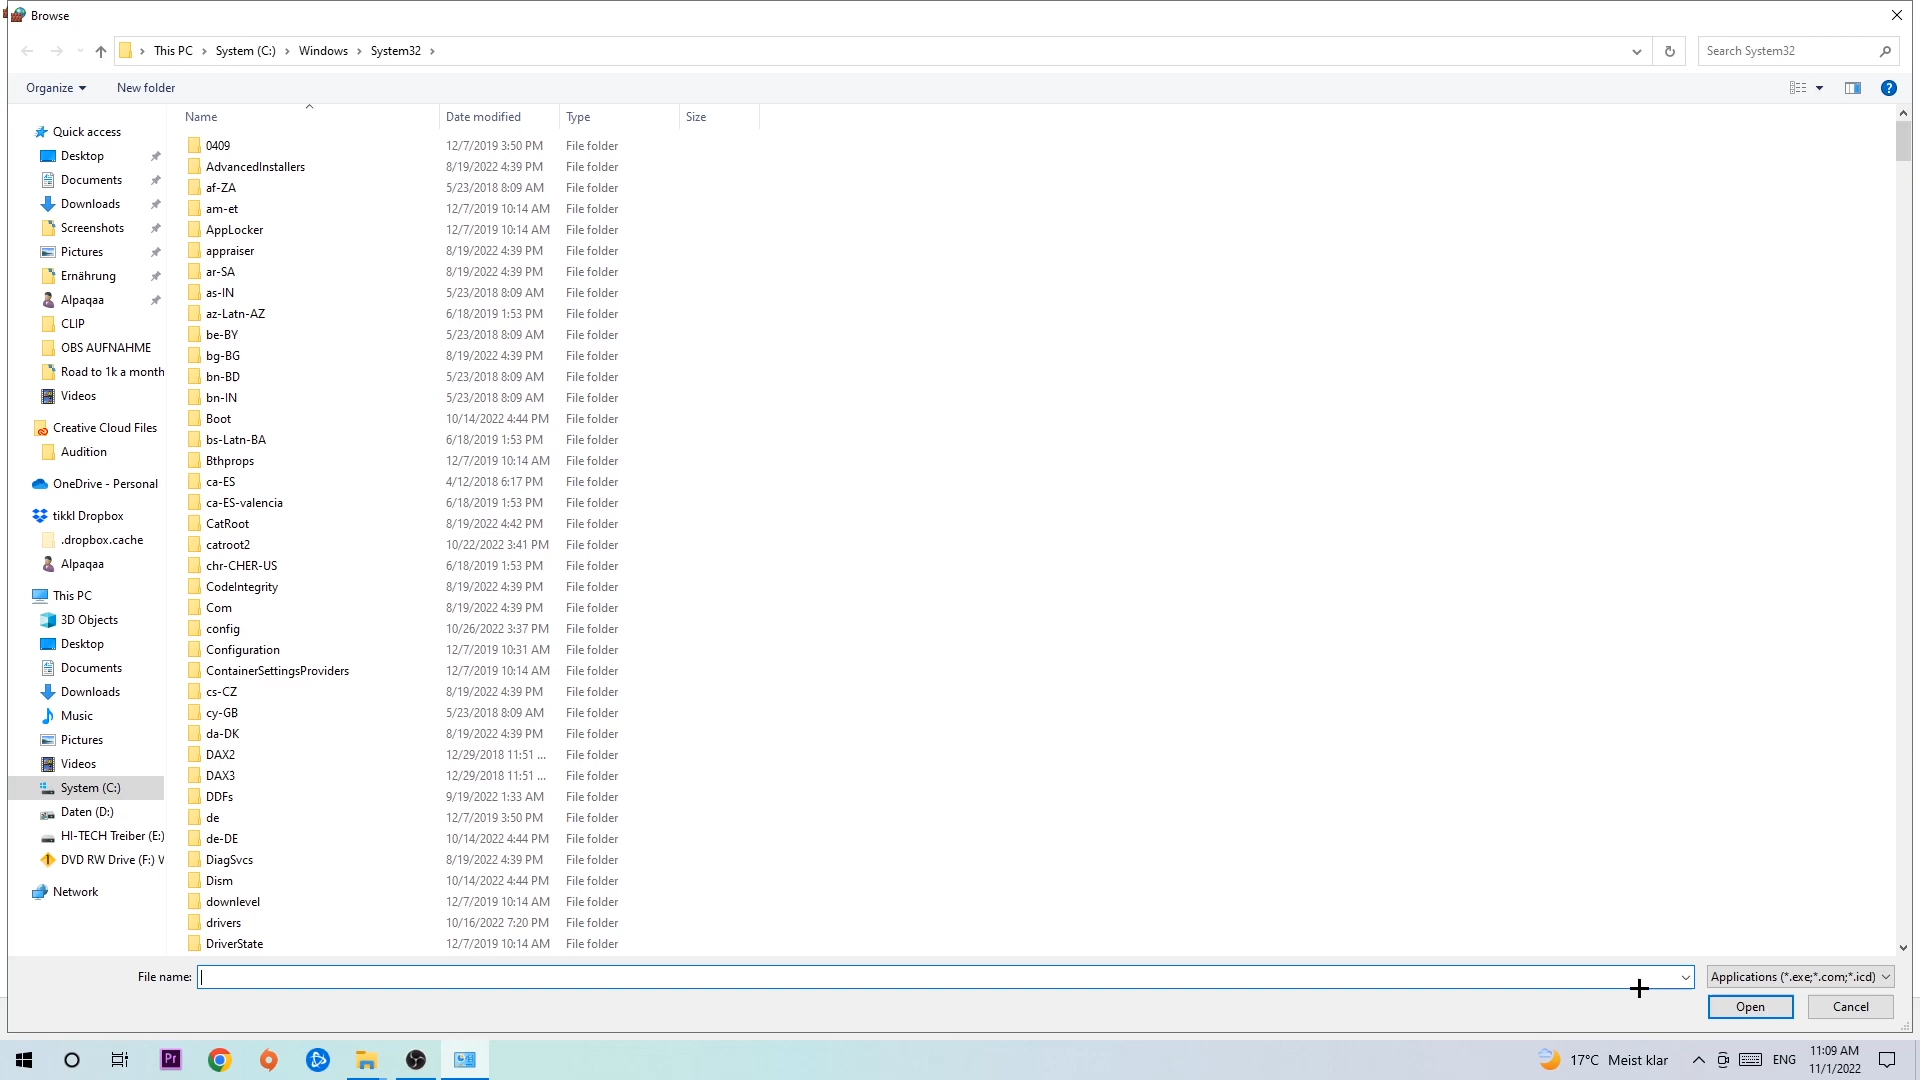 Browse
This PC > System (C:) > Windows > System32 >
Search System32
Organize
New folder
Name Date modified Type Size
Quick access
Desktop
Documents
Downloads
Screenshots
Pictures
Ernährung
Alpaqaa
CLIP
OBS AUFNAHME
Road to 1k a month
Videos
Creative Cloud Files
Audition
OneDrive - Personal
tikkl Dropbox
.dropbox.cache
Alpaqaa
This PC
3D Objects
Desktop
Documents
Downloads
Music
Pictures
Videos
System (C:)
Daten (D:)
HI-TECH Treiber (E:)
DVD RW Drive (F:) V
Network
0409 12/7/2019 3:50 PM File folder
AdvancedInstallers 8/19/2022 4:39 PM File folder
af-ZA 5/23/2018 8:09 AM File folder
am-et 12/7/2019 10:14 AM File folder
AppLocker 12/7/2019 10:14 AM File folder
appraiser 8/19/2022 4:39 PM File folder
ar-SA 8/19/2022 4:39 PM File folder
as-IN 5/23/2018 8:09 AM File folder
az-Latn-AZ 6/18/2019 1:53 PM File folder
be-BY 5/23/2018 8:09 AM File folder
bg-BG 8/19/2022 4:39 PM File folder
bn-BD 5/23/2018 8:09 AM File folder
bn-IN 5/23/2018 8:09 AM File folder
Boot 10/14/2022 4:44 PM File folder
bs-Latn-BA 6/18/2019 1:53 PM File folder
Bthprops 12/7/2019 10:14 AM File folder
ca-ES 4/12/2018 6:17 PM File folder
ca-ES-valencia 6/18/2019 1:53 PM File folder
CatRoot 8/19/2022 4:42 PM File folder
catroot2 10/22/2022 3:41 PM File folder
chr-CHER-US 6/18/2019 1:53 PM File folder
CodeIntegrity 8/19/2022 4:39 PM File folder
Com 8/19/2022 4:39 PM File folder
config 10/26/2022 3:37 PM File folder
Configuration 12/7/2019 10:31 AM File folder
ContainerSettingsProviders 12/7/2019 10:14 AM File folder
cs-CZ 8/19/2022 4:39 PM File folder
cy-GB 5/23/2018 8:09 AM File folder
da-DK 8/19/2022 4:39 PM File folder
DAX2 12/29/2018 11:51 ... File folder
DAX3 12/29/2018 11:51 ... File folder
DDFs 9/19/2022 1:33 AM File folder
de 12/7/2019 3:50 PM File folder
de-DE 10/14/2022 4:44 PM File folder
DiagSvcs 8/19/2022 4:39 PM File folder
Dism 10/14/2022 4:44 PM File folder
downlevel 12/7/2019 10:14 AM File folder
drivers 10/16/2022 7:20 PM File folder
DriverState 12/7/2019 10:14 AM File folder
File name:
Applications (*.exe;*.com;*.icd)
Open
Cancel
Pr
17°C Meist klar
ENG
11:09 AM
11/1/2022